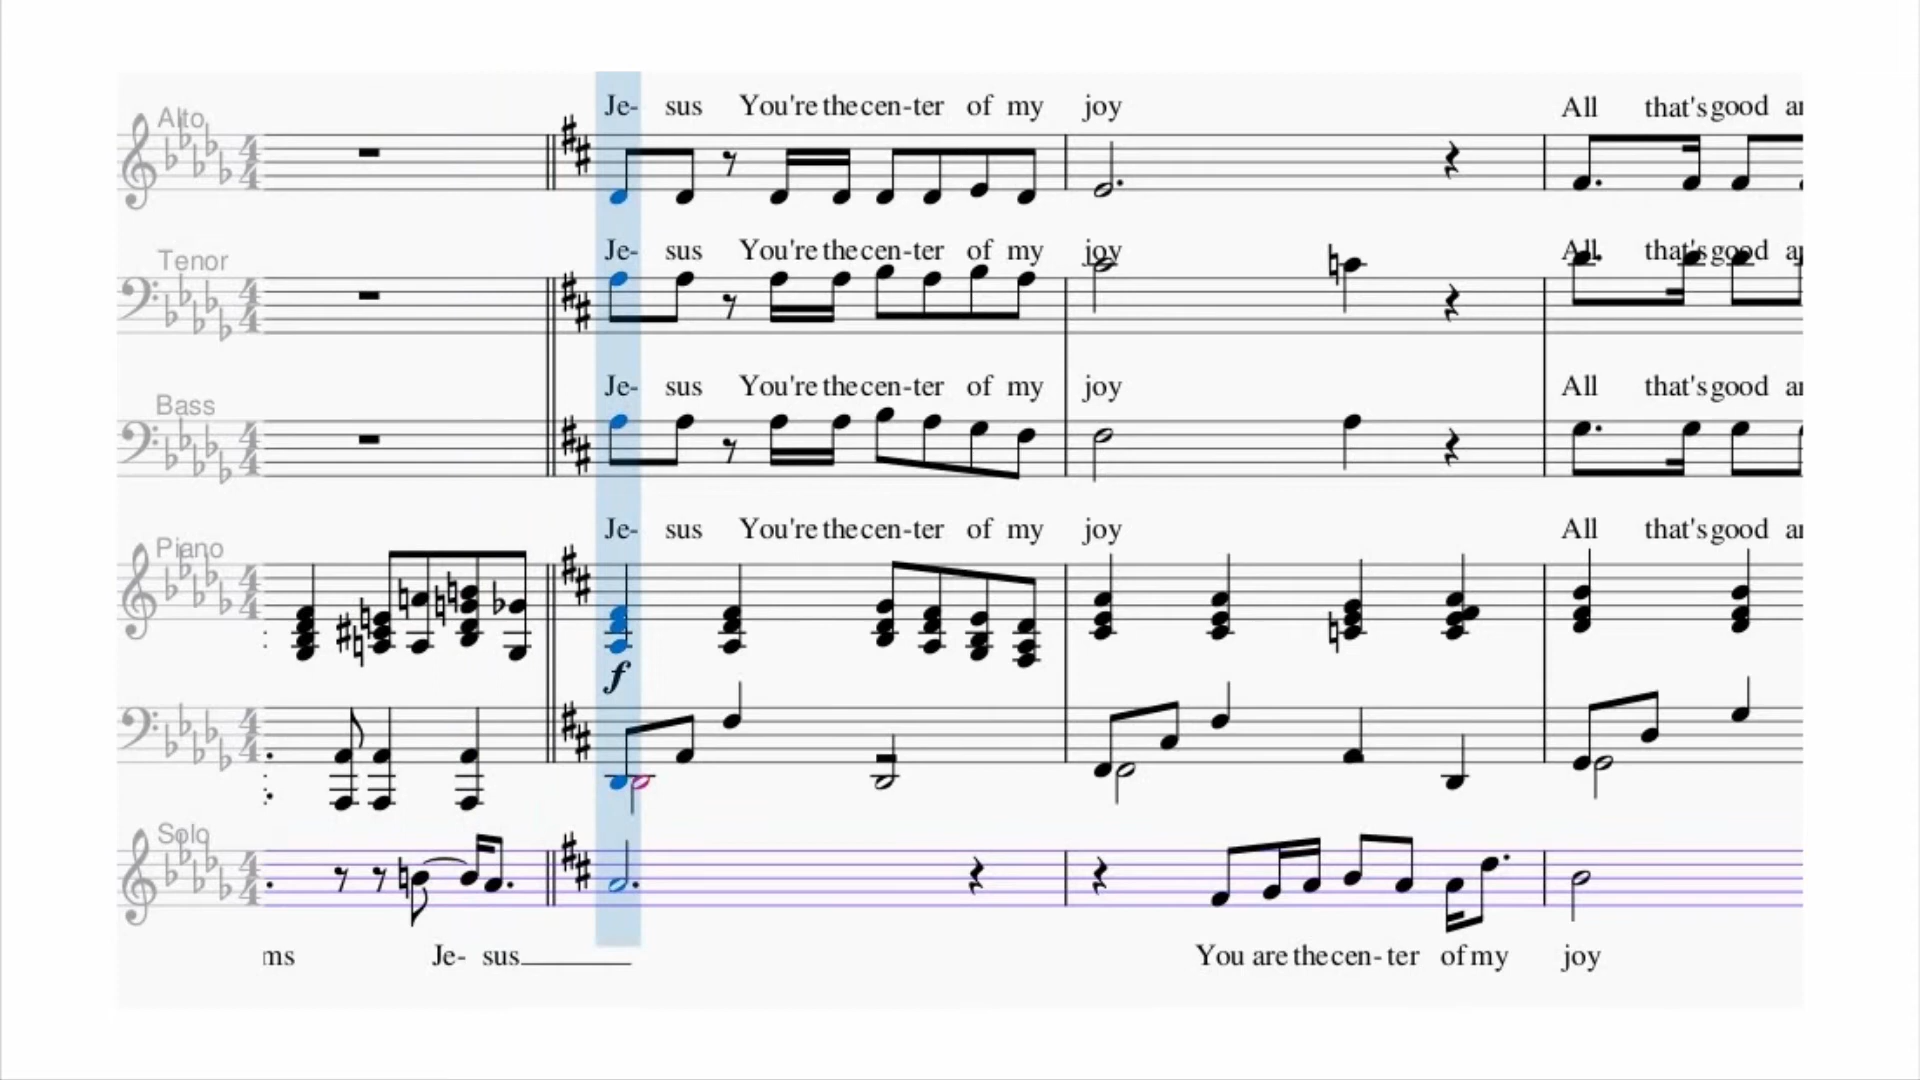 Je- sus You're the cen-ter of my joy All that's good
Alto
Je- sus You're the cen-ter of my joy All that's good
Tenor
Je- sus You're the cen-ter of my joy All that's good
Bass
Je- sus You're the cen-ter of my joy All that's good
Piano
f
Solo
ms Je- sus You are the cen- ter of my joy